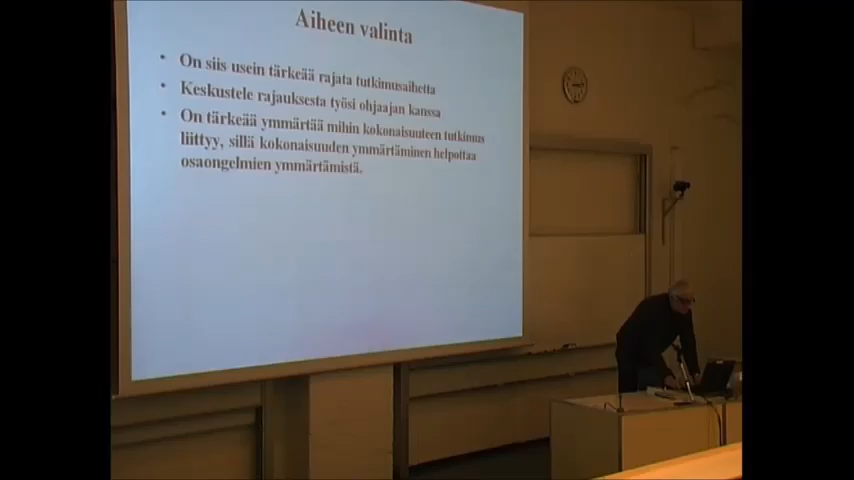 Aiheen valinta
• On siis usein tärkeää rajata tutkimusaihetta
• Keskustele rajauksesta työsi ohjaajan kanssa
• On tärkeää ymmärtää mihin kokonaisuuteen tutkimus
liittyy, sillä kokonaisuuden ymmärtäminen helpottaa
osaongelmien ymmärtämistä.